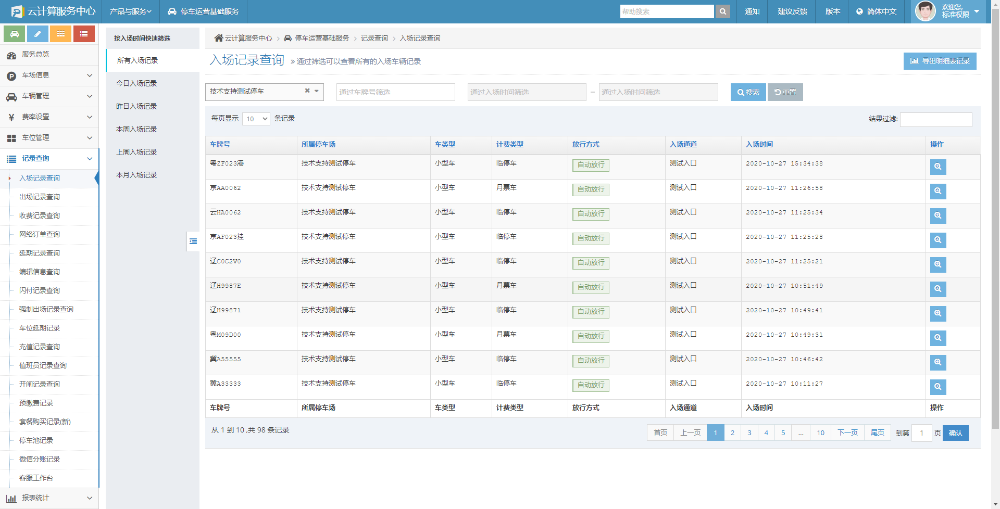 云计算服务中心 产品与服务 停车运营基础服务 帮助搜索 通知 建议反馈 版本 简体中文 欢迎您,
标准权限
服务总览
车场信息
车辆管理
费率设置
车位管理
记录查询
入场记录查询
出场记录查询
收费记录查询
网络订单查询
延期记录查询
编辑信息查询
闪付记录查询
强制出场记录查询
车位延期记录
充值记录查询
值班员记录查询
开闸记录查询
预缴费记录
套餐购买记录(新)
停车池记录
微信分账记录
客服工作台
报表统计
按入场时间快速筛选
所有入场记录
今日入场记录
昨日入场记录
本周入场记录
上周入场记录
本月入场记录
云计算服务中心 > 停车运营基础服务 > 记录查询 > 入场记录查询
入场记录查询 » 通过筛选可以查看所有的入场车辆记录 导出明细表记录
技术支持测试停车 通过车牌号筛选 通过入场时间筛选 – 通过入场时间筛选 搜索 重置
每页显示 10 条记录 结果过滤:
车牌号 所属停车场 车类型 计费类型 放行方式 入场通道 入场时间 操作
粤ZF023港 技术支持测试停车 小型车 临停车 自动放行 测试入口 2020-10-27 15:34:38
京AA0062 技术支持测试停车 小型车 月票车 自动放行 测试入口 2020-10-27 11:26:58
云HA0062 技术支持测试停车 小型车 临停车 自动放行 测试入口 2020-10-27 11:25:34
京AF023挂 技术支持测试停车 小型车 临停车 自动放行 测试入口 2020-10-27 11:25:28
辽C0C2V0 技术支持测试停车 小型车 临停车 自动放行 测试入口 2020-10-27 11:25:21
辽H9987E 技术支持测试停车 小型车 月票车 自动放行 测试入口 2020-10-27 10:51:49
辽H99871 技术支持测试停车 小型车 临停车 自动放行 测试入口 2020-10-27 10:49:41
粤M09D00 技术支持测试停车 小型车 月票车 自动放行 测试入口 2020-10-27 10:49:31
冀A55555 技术支持测试停车 小型车 临停车 自动放行 测试入口 2020-10-27 10:46:42
冀A33333 技术支持测试停车 小型车 临停车 自动放行 测试入口 2020-10-27 10:11:27
车牌号 所属停车场 车类型 计费类型 放行方式 入场通道 入场时间 操作
从 1 到 10 ,共 98 条记录 首页 上一页 1 2 3 4 5 ... 10 下一页 尾页 到第 1 页 确认